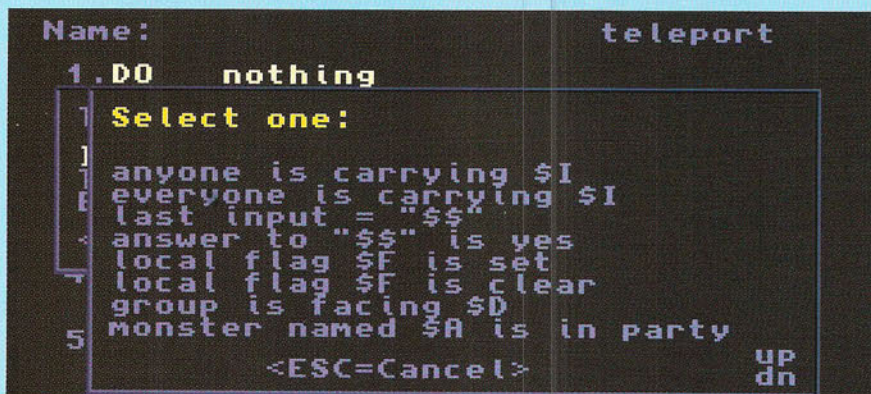 Name: teleport
1.DO nothing
Select one:
anyone is carrying $I
everyone is carrying $I
last input = "$$"
answer to "$$" is yes
local flag $F is set
local flag $F is clear
group is facing $D
monster named $A is in party
5
<ESC=Cancel>
up
dn